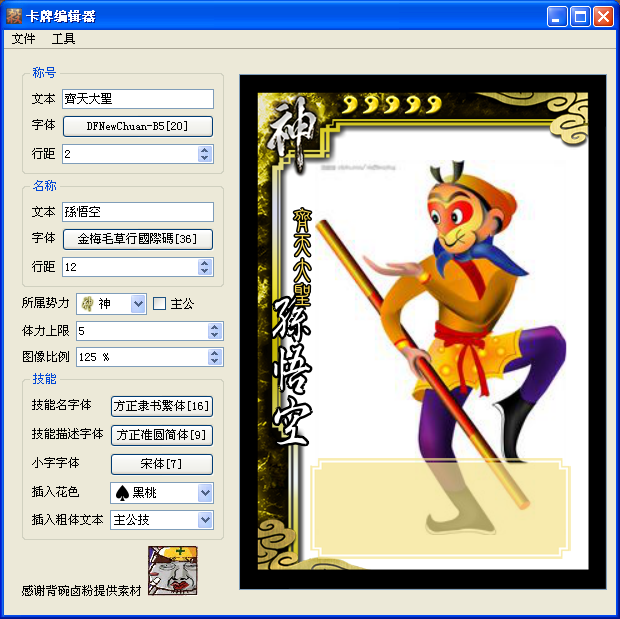 卡牌编辑器
文件 工具
称号
文本 齊天大聖
字体 DFNewChuan-B5[20]
行距 2
名称
文本 孫悟空
字体 金梅毛草行國際碼[36]
行距 12
所属势力 神 主公
体力上限 5
图像比例 125 %
技能
技能名字体 方正隶书繁体[16]
技能描述字体 方正准圆简体[9]
小字字体 宋体[7]
插入花色 黑桃
插入粗体文本 主公技
感谢背碗卤粉提供素材
神
齊天大聖
孫悟空